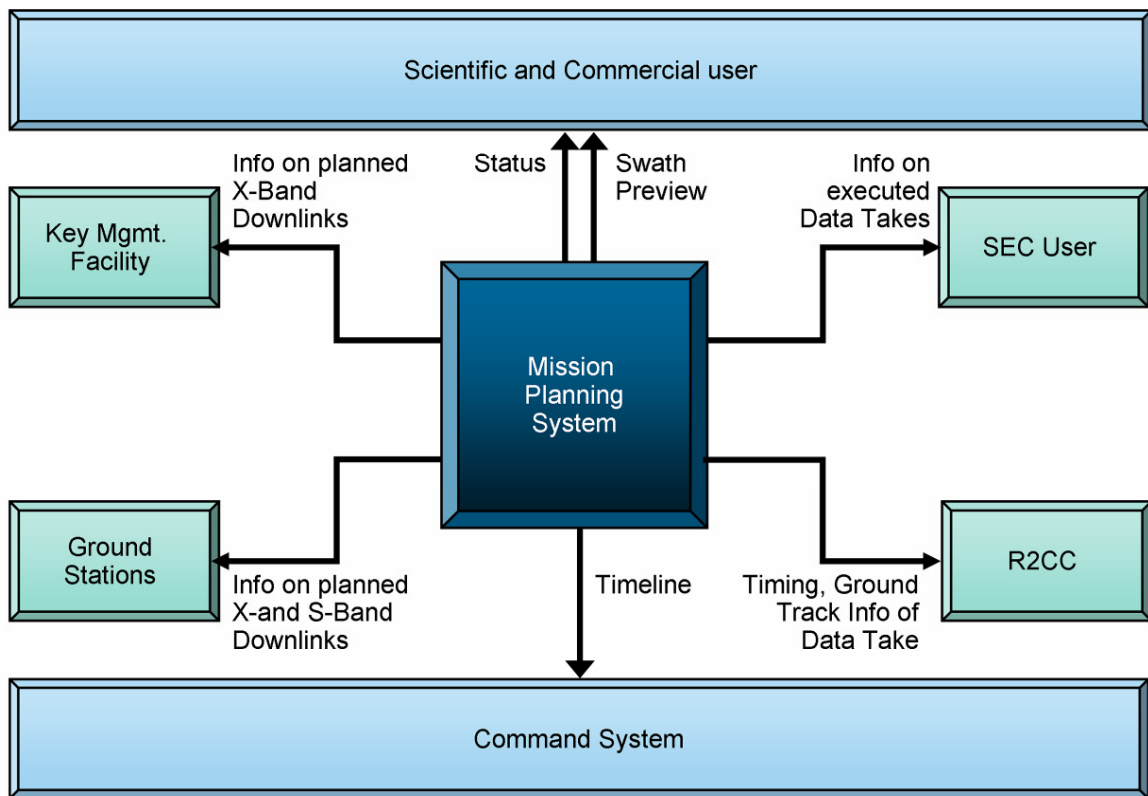 Scientific and Commercial user
Info on planned
X-Band
Downlinks
Status
Swath
Preview
Info on
executed
Data Takes
Key Mgmt.
Facility
SEC User
Mission
Planning
System
Ground
Stations
R2CC
Info on planned
X-and S-Band
Downlinks
Timeline
Timing, Ground
Track Info of
Data Take
Command System